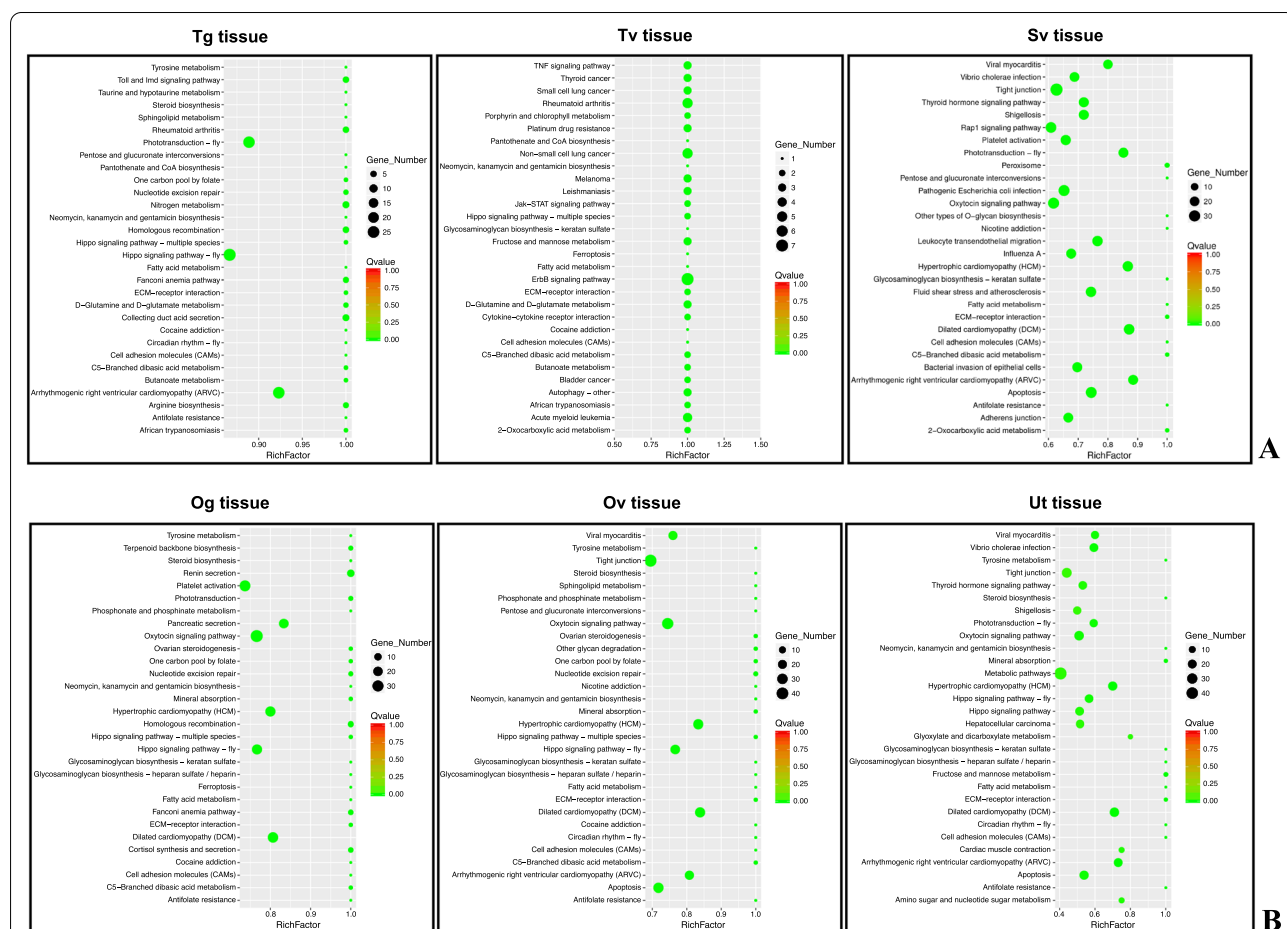 Tg tissue
Tyrosine metabolism
Toll and Imd signaling pathway
Taurine and hypotaurine metabolism
Steroid biosynthesis
Sphingolipid metabolism
Rheumatoid arthritis
Phototransduction − fly
Pentose and glucuronate interconversions
Pantothenate and CoA biosynthesis
One carbon pool by folate
Nucleotide excision repair
Nitrogen metabolism
Neomycin, kanamycin and gentamicin biosynthesis
Homologous recombination
Hippo signaling pathway − multiple species
Hippo signaling pathway − fly
Fatty acid metabolism
Fanconi anemia pathway
ECM−receptor interaction
D−Glutamine and D−glutamate metabolism
Collecting duct acid secretion
Cocaine addiction
Circadian rhythm − fly
Cell adhesion molecules (CAMs)
C5−Branched dibasic acid metabolism
Butanoate metabolism
Arrhythmogenic right ventricular cardiomyopathy (ARVC)
Arginine biosynthesis
Antifolate resistance
African trypanosomiasis
0.90 0.95 1.00
RichFactor
Gene_Number
5
10
15
20
25
Qvalue
1.00
0.75
0.50
0.25
0.00
Tv tissue
TNF signaling pathway
Thyroid cancer
Small cell lung cancer
Rheumatoid arthritis
Porphyrin and chlorophyll metabolism
Platinum drug resistance
Pantothenate and CoA biosynthesis
Non−small cell lung cancer
Neomycin, kanamycin and gentamicin biosynthesis
Melanoma
Leishmaniasis
Jak−STAT signaling pathway
Hippo signaling pathway − multiple species
Glycosaminoglycan biosynthesis − keratan sulfate
Fructose and mannose metabolism
Ferroptosis
Fatty acid metabolism
ErbB signaling pathway
ECM−receptor interaction
D−Glutamine and D−glutamate metabolism
Cytokine−cytokine receptor interaction
Cocaine addiction
Cell adhesion molecules (CAMs)
C5−Branched dibasic acid metabolism
Butanoate metabolism
Bladder cancer
Autophagy − other
African trypanosomiasis
Acute myeloid leukemia
2−Oxocarboxylic acid metabolism
0.50 0.75 1.00 1.25 1.50
RichFactor
Gene_Number
1
2
3
4
5
6
7
Qvalue
1.00
0.75
0.50
0.25
0.00
Sv tissue
Viral myocarditis
Vibrio cholerae infection
Tight junction
Thyroid hormone signaling pathway
Shigellosis
Rap1 signaling pathway
Platelet activation
Phototransduction − fly
Peroxisome
Pentose and glucuronate interconversions
Pathogenic Escherichia coli infection
Oxytocin signaling pathway
Other types of O−glycan biosynthesis
Nicotine addiction
Leukocyte transendothelial migration
Influenza A
Hypertrophic cardiomyopathy (HCM)
Glycosaminoglycan biosynthesis − keratan sulfate
Fluid shear stress and atherosclerosis
Fatty acid metabolism
ECM−receptor interaction
Dilated cardiomyopathy (DCM)
Cell adhesion molecules (CAMs)
C5−Branched dibasic acid metabolism
Bacterial invasion of epithelial cells
Arrhythmogenic right ventricular cardiomyopathy (ARVC)
Apoptosis
Antifolate resistance
Adherens junction
2−Oxocarboxylic acid metabolism
0.6 0.7 0.8 0.9 1.0
RichFactor
Gene_Number
10
20
30
Qvalue
1.00
0.75
0.50
0.25
0.00
A
Og tissue
Tyrosine metabolism
Terpenoid backbone biosynthesis
Steroid biosynthesis
Renin secretion
Platelet activation
Phototransduction
Phosphonate and phosphinate metabolism
Pancreatic secretion
Oxytocin signaling pathway
Ovarian steroidogenesis
One carbon pool by folate
Nucleotide excision repair
Neomycin, kanamycin and gentamicin biosynthesis
Mineral absorption
Hypertrophic cardiomyopathy (HCM)
Homologous recombination
Hippo signaling pathway − multiple species
Hippo signaling pathway − fly
Glycosaminoglycan biosynthesis − keratan sulfate
Glycosaminoglycan biosynthesis − heparan sulfate / heparin
Ferroptosis
Fatty acid metabolism
Fanconi anemia pathway
ECM−receptor interaction
Dilated cardiomyopathy (DCM)
Cortisol synthesis and secretion
Cocaine addiction
Cell adhesion molecules (CAMs)
C5−Branched dibasic acid metabolism
Antifolate resistance
0.8 0.9 1.0
RichFactor
Gene_Number
10
20
30
Qvalue
1.00
0.75
0.50
0.25
0.00
Ov tissue
Viral myocarditis
Tyrosine metabolism
Tight junction
Steroid biosynthesis
Sphingolipid metabolism
Phosphonate and phosphinate metabolism
Pentose and glucuronate interconversions
Oxytocin signaling pathway
Ovarian steroidogenesis
Other glycan degradation
One carbon pool by folate
Nucleotide excision repair
Nicotine addiction
Neomycin, kanamycin and gentamicin biosynthesis
Mineral absorption
Hypertrophic cardiomyopathy (HCM)
Hippo signaling pathway − multiple species
Hippo signaling pathway − fly
Glycosaminoglycan biosynthesis − keratan sulfate
Glycosaminoglycan biosynthesis − heparan sulfate / heparin
Fatty acid metabolism
ECM−receptor interaction
Dilated cardiomyopathy (DCM)
Cocaine addiction
Circadian rhythm − fly
Cell adhesion molecules (CAMs)
C5−Branched dibasic acid metabolism
Arrhythmogenic right ventricular cardiomyopathy (ARVC)
Apoptosis
Antifolate resistance
0.7 0.8 0.9 1.0
RichFactor
Gene_Number
10
20
30
40
Qvalue
1.00
0.75
0.50
0.25
0.00
Ut tissue
Viral myocarditis
Vibrio cholerae infection
Tyrosine metabolism
Tight junction
Thyroid hormone signaling pathway
Steroid biosynthesis
Shigellosis
Phototransduction − fly
Oxytocin signaling pathway
Neomycin, kanamycin and gentamicin biosynthesis
Mineral absorption
Metabolic pathways
Hypertrophic cardiomyopathy (HCM)
Hippo signaling pathway − fly
Hippo signaling pathway
Hepatocellular carcinoma
Glyoxylate and dicarboxylate metabolism
Glycosaminoglycan biosynthesis − keratan sulfate
Glycosaminoglycan biosynthesis − heparan sulfate / heparin
Fructose and mannose metabolism
Fatty acid metabolism
ECM−receptor interaction
Dilated cardiomyopathy (DCM)
Circadian rhythm − fly
Cell adhesion molecules (CAMs)
Cardiac muscle contraction
Arrhythmogenic right ventricular cardiomyopathy (ARVC)
Apoptosis
Antifolate resistance
Amino sugar and nucleotide sugar metabolism
0.4 0.6 0.8 1.0
RichFactor
Gene_Number
10
20
30
40
Qvalue
1.00
0.75
0.50
0.25
0.00
B